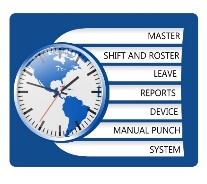 MASTER
SHIFT AND ROSTER
LEAVE
REPORTS
DEVICE
MANUAL PUNCH
SYSTEM